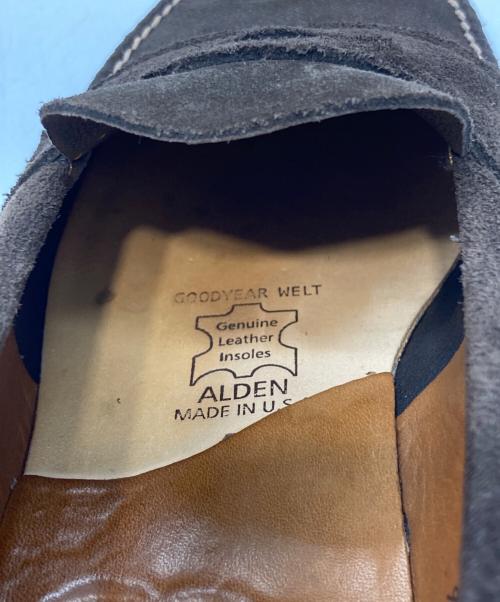 GOODYEAR WELT
Genuine
Leather
Insoles
ALDEN
MADE IN U.S